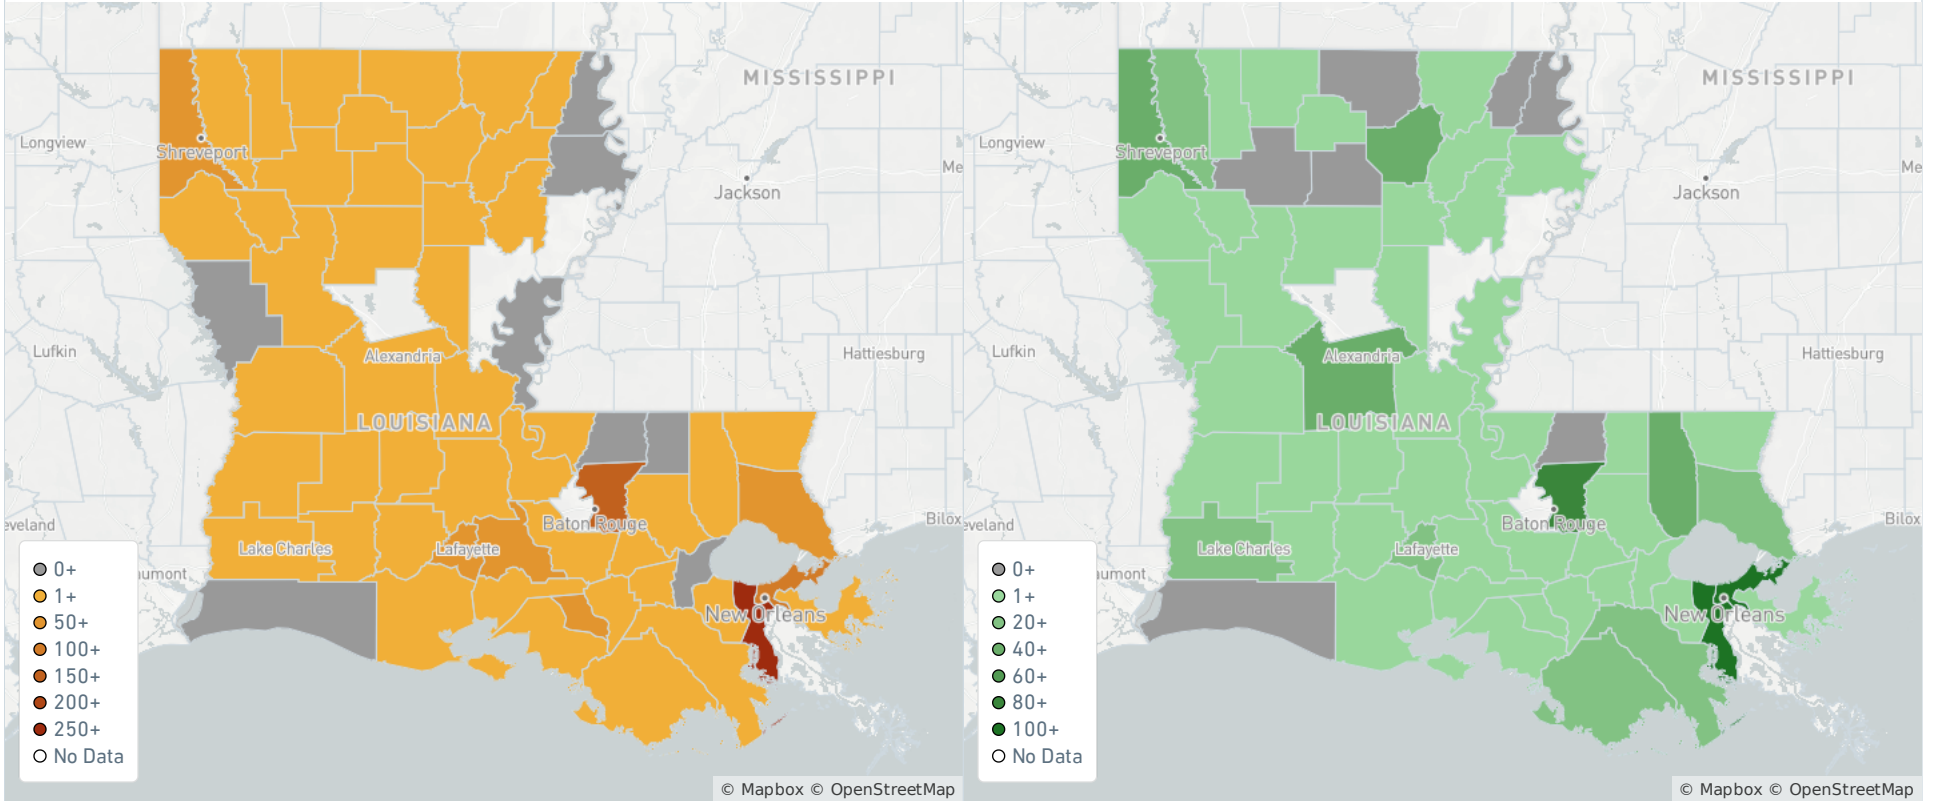 MISSISSIPPI
Longview
Shreveport
Me
Jackson
Lufkin
Alexandria
Hattiesburg
LOUISIANA
eveland
Baton Rouge
Bilox
Lake Charles
Lafayette
aumont
New Orleans
0+
1+
50+
100+
150+
200+
250+
No Data
© Mapbox © OpenStreetMap
MISSISSIPPI
Longview
Shreveport
Me
Jackson
Lufkin
Alexandria
Hattiesburg
LOUISIANA
eveland
Baton Rouge
Bilox
Lake Charles
Lafayette
aumont
New Orleans
0+
1+
20+
40+
60+
80+
100+
No Data
© Mapbox © OpenStreetMap